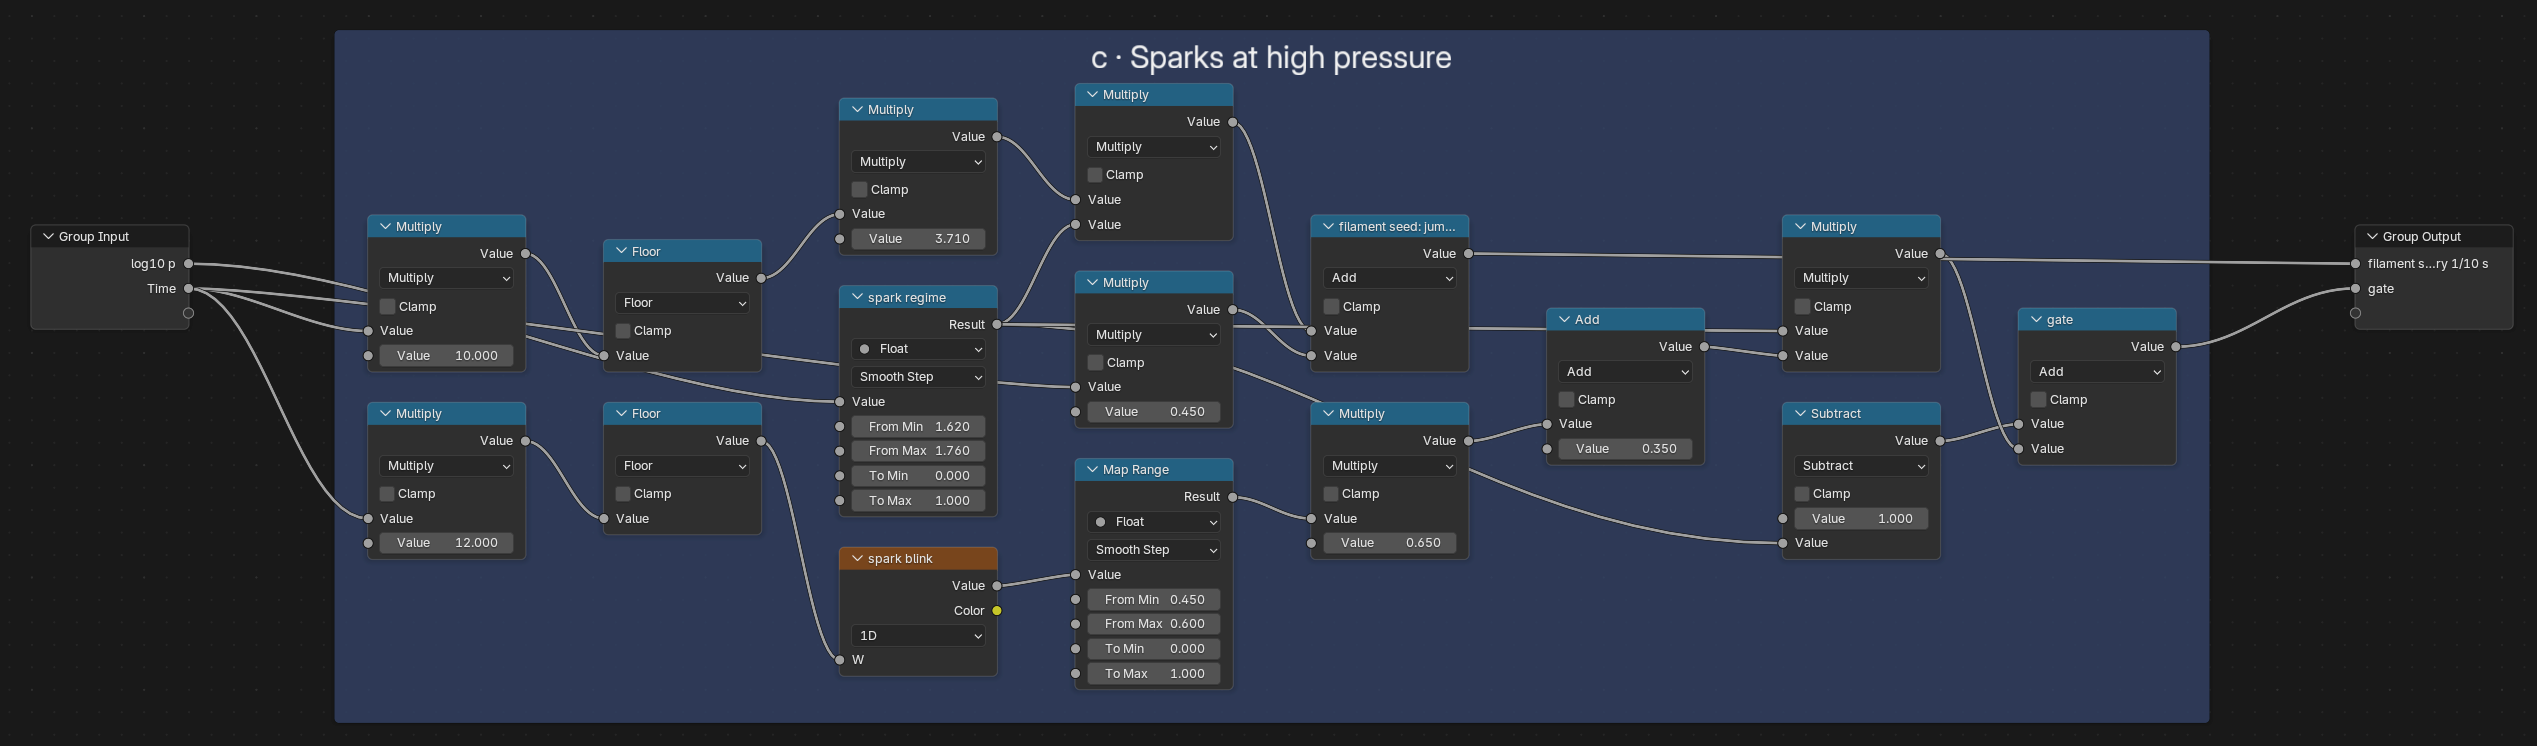 c · Sparks at high pressure
Group Input
log10 p
Time
Multiply
Value
Multiply
Clamp
Value
Value 10.000
Multiply
Value
Multiply
Clamp
Value
Value 12.000
Floor
Value
Floor
Clamp
Value
Floor
Value
Floor
Clamp
Value
Multiply
Value
Multiply
Clamp
Value
Value 3.710
spark regime
Result
Float
Smooth Step
Value
From Min 1.620
From Max 1.760
To Min 0.000
To Max 1.000
spark blink
Value
Color
1D
W
Multiply
Value
Multiply
Clamp
Value
Value
Multiply
Value
Multiply
Clamp
Value
Value 0.450
Map Range
Result
Float
Smooth Step
Value
From Min 0.450
From Max 0.600
To Min 0.000
To Max 1.000
filament seed: jum...
Value
Add
Clamp
Value
Value
Multiply
Value
Multiply
Clamp
Value
Value 0.650
Add
Value
Add
Clamp
Value
Value 0.350
Multiply
Value
Multiply
Clamp
Value
Value
Subtract
Value
Subtract
Clamp
Value 1.000
Value
gate
Value
Add
Clamp
Value
Value
Group Output
filament s...ry 1/10 s
gate